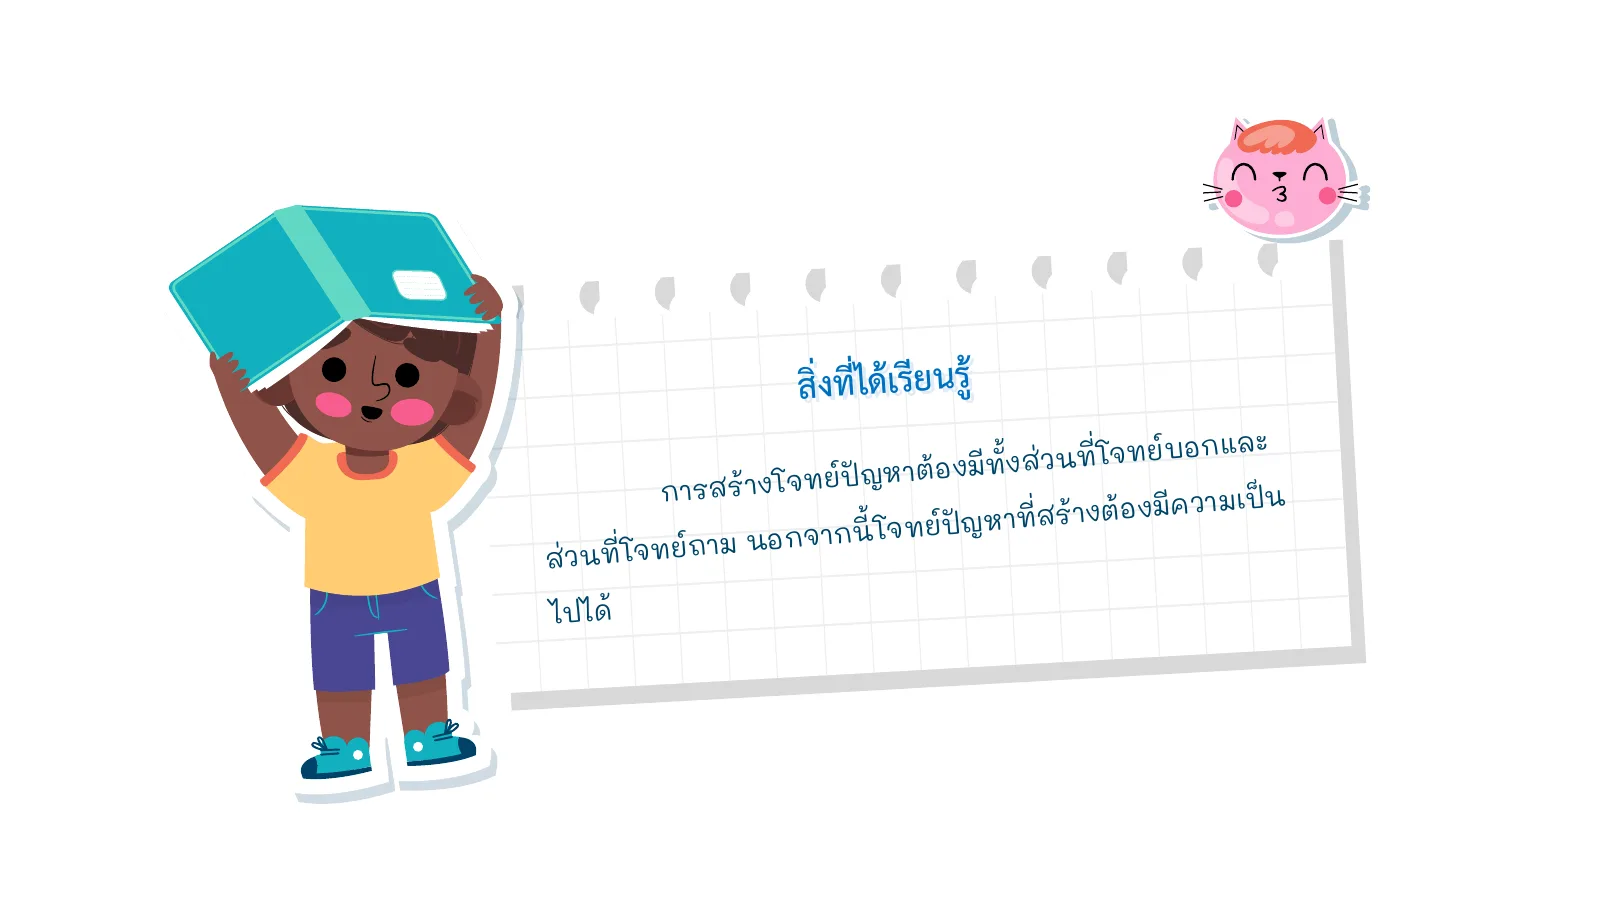 สิ่งที่ได้เรียนรู้
การสร้างโจทย์ปัญหาต้องมีทั้งส่วนที่โจทย์บอกและ
ส่วนที่โจทย์ถาม นอกจากนี้โจทย์ปัญหาที่สร้างต้องมีความเป็น
ไปได้